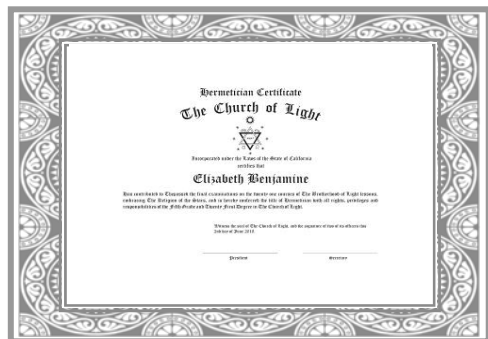 Hermetician Certificate
The Church of Light
Incorporated under the Laws of the State of California
certifies that
Elizabeth Benjamine
Has contributed to and passed the final examinations on the twenty one courses of The Brotherhood of Light lessons,
embracing The Religion of the Stars, and is hereby conferred the title of Hermetician with all rights, privileges and
responsibilities of the Fifth Grade and Twenty First Degree in The Church of Light.
Witness the seal of The Church of Light, and the signature of two of its officers this
day of June 2010
President Secretary